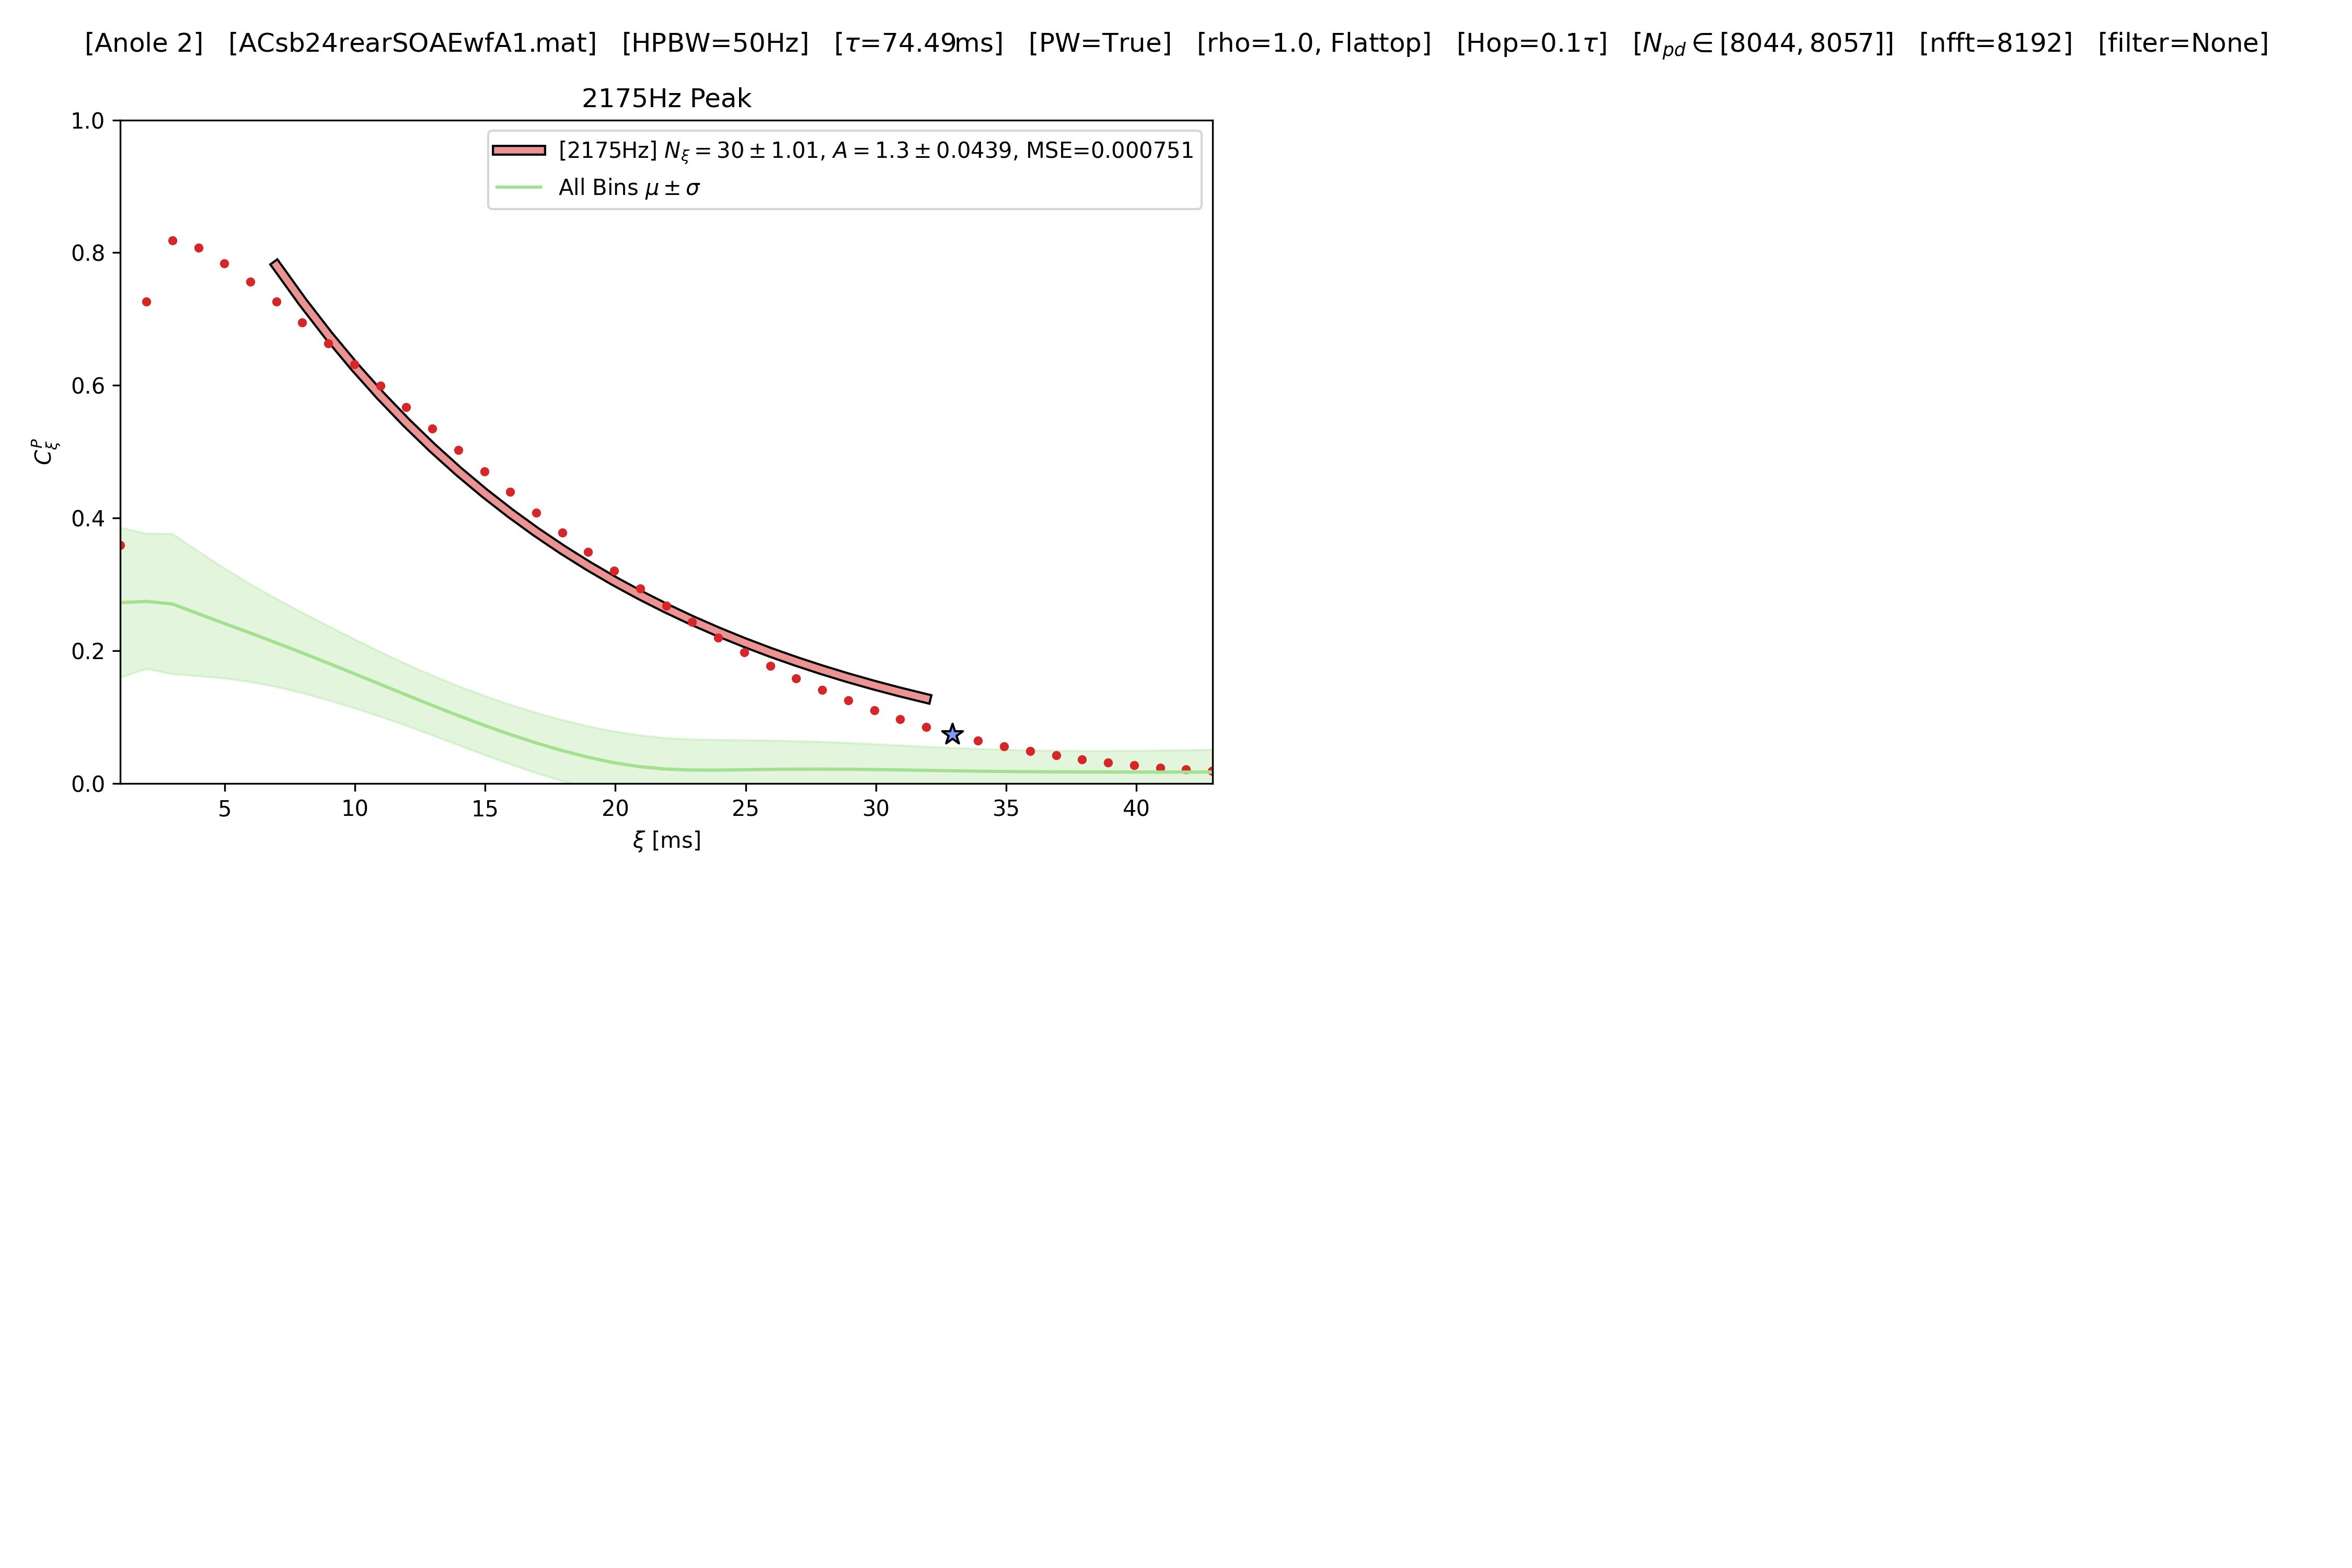 [Anole 2] [ACsb24rearSOAEwfA1.mat] [HPBW=50Hz] [τ=74.49ms] [PW=True] [rho=1.0, Flattop] [Hop=0.1τ] [N_pd ∈ [8044, 8057]] [nfft=8192] [filter=None]
2175Hz Peak
[2175Hz] N_ξ = 30 ± 1.01, A = 1.3 ± 0.0439, MSE=0.000751
All Bins μ ± σ
1.0
0.8
0.6
0.4
0.2
0.0
C_ξ^P
5 10 15 20 25 30 35 40
ξ [ms]